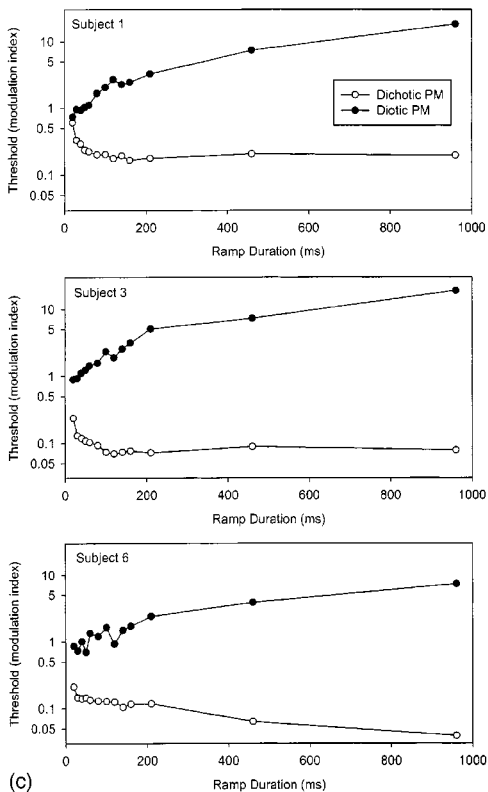 Subject 1
10
5
1
0.5
0.1
0.05
Threshold (modulation index)
Dichotic PM
Diotic PM
0 200 400 600 800 1000
Ramp Duration (ms)
Subject 3
10
5
1
0.5
0.1
0.05
Threshold (modulation index)
0 200 400 600 800 1000
Ramp Duration (ms)
Subject 6
10
5
1
0.5
0.1
0.05
Threshold (modulation index)
0 200 400 600 800 1000
Ramp Duration (ms)
(c)